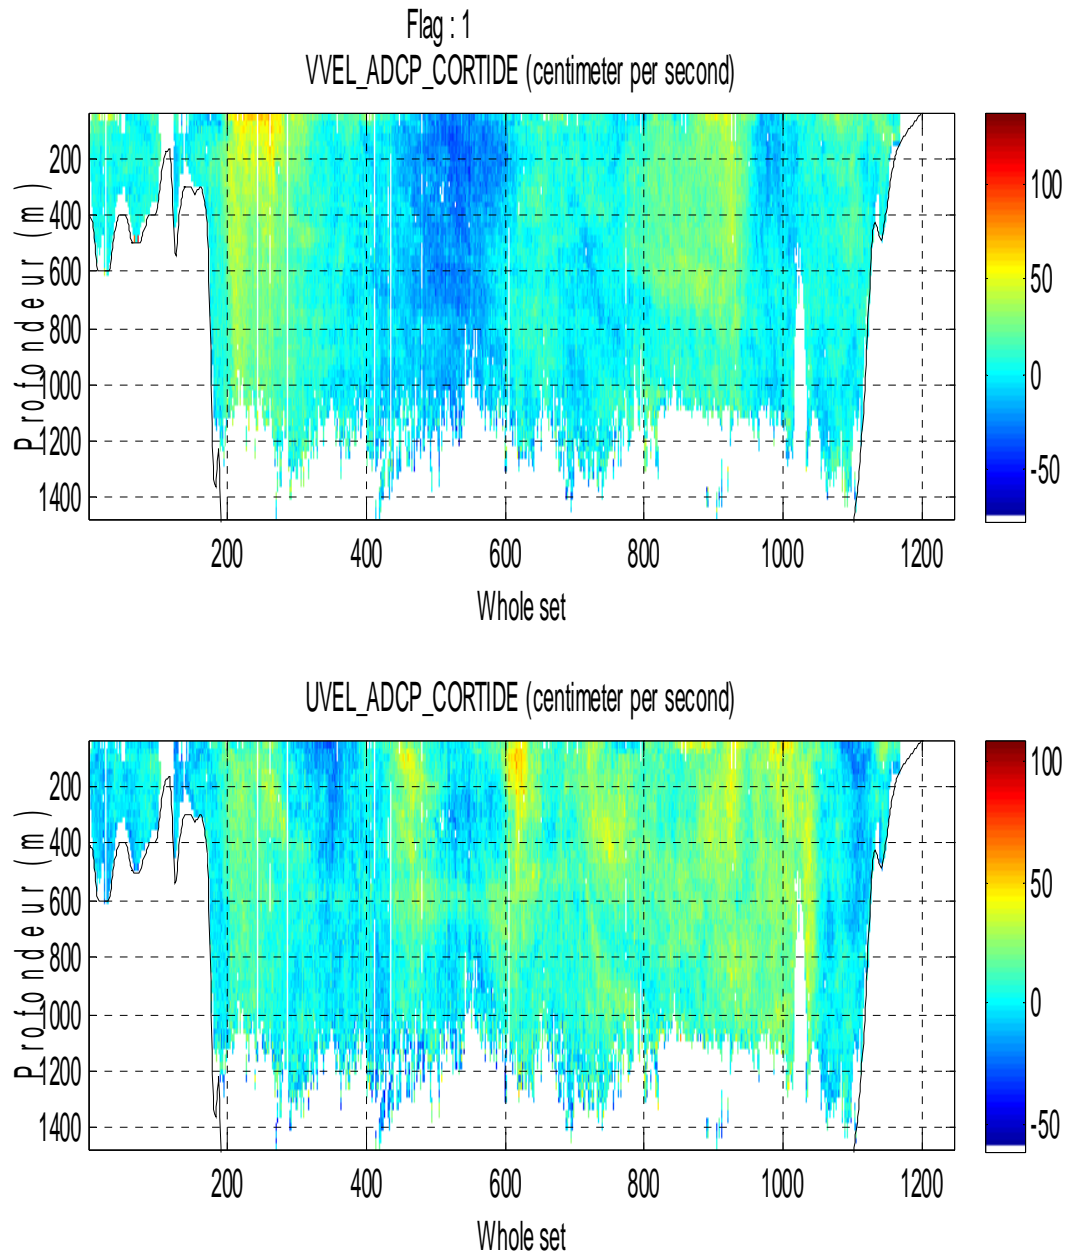 Flag : 1
VVEL_ADCP_CORTIDE (centimeter per second)
Profondeur (m)
200
400
600
800
1000
1200
1400
200 400 600 800 1000 1200
Whole set
100
50
0
-50
UVEL_ADCP_CORTIDE (centimeter per second)
Profondeur (m)
200
400
600
800
1000
1200
1400
200 400 600 800 1000 1200
Whole set
100
50
0
-50